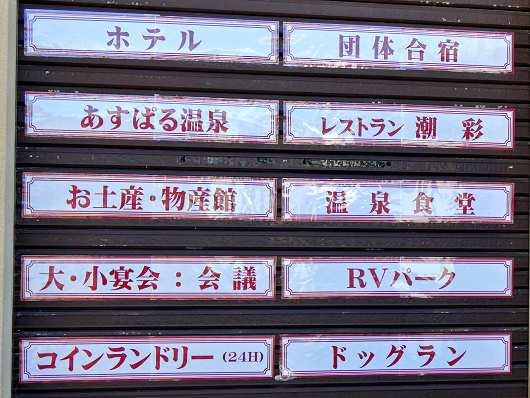 ホテル
団体合宿
あすぱる温泉
レストラン 潮 彩
お土産・物産館
温泉食堂
大・小宴会：会議
RVパーク
コインランドリー(24H)
ドッグラン